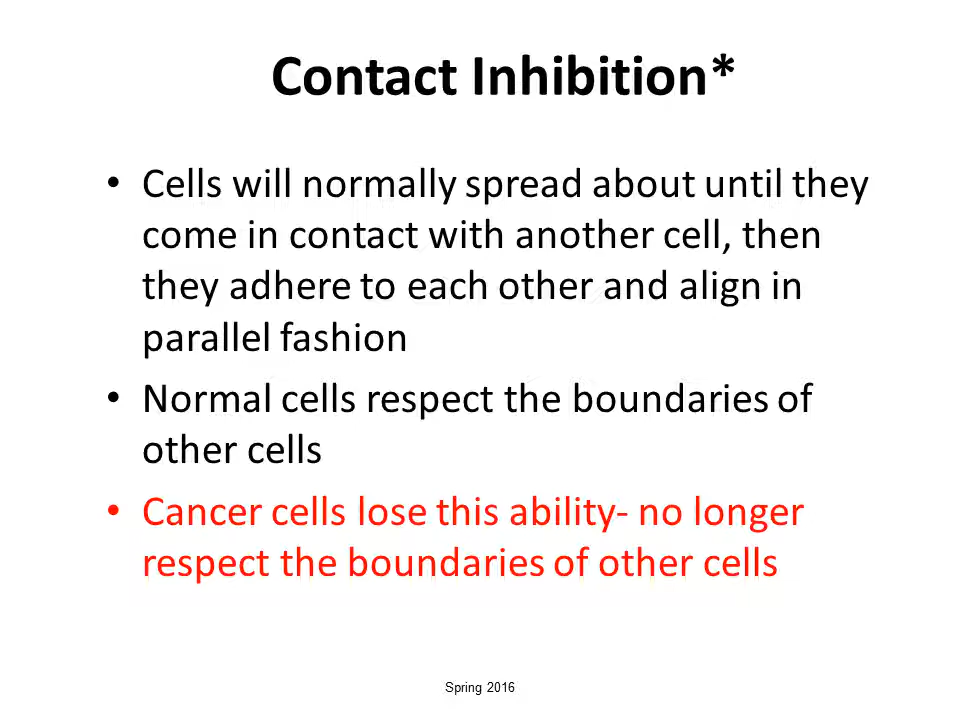 Contact Inhibition*
• Cells will normally spread about until they
come in contact with another cell, then
they adhere to each other and align in
parallel fashion
• Normal cells respect the boundaries of
other cells
• Cancer cells lose this ability- no longer
respect the boundaries of other cells
Spring 2016